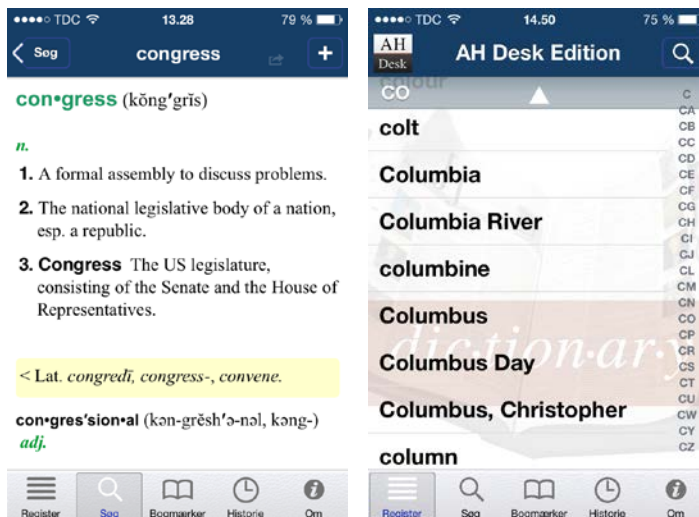 ●●●●○ TDC 13.28 79 %
Søg congress +
con•gress (kŏng′grĭs)
n.
1. A formal assembly to discuss problems.
2. The national legislative body of a nation,
esp. a republic.
3. Congress The US legislature,
consisting of the Senate and the House of
Representatives.
< Lat. congredī, congress-, convene.
con•gres′sion•al (kən-grĕsh′ə-nəl, kəng-)
adj.
Register Søg Bogmærker Historie Om
●●●●○ TDC 14.50 75 %
AH
Desk
AH Desk Edition
colour
CO
colt
Columbia
Columbia River
columbine
Columbus
Columbus Day
Columbus, Christopher
column
dic·tion·ar·y
C
CA
CB
CC
CD
CE
CF
CG
CH
CI
CJ
CL
CM
CN
CO
CP
CR
CS
CT
CU
CW
CY
CZ
Register Søg Bogmærker Historie Om